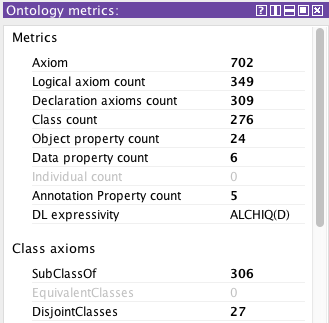 Ontology metrics:
Metrics
Axiom 702
Logical axiom count 349
Declaration axioms count 309
Class count 276
Object property count 24
Data property count 6
Individual count 0
Annotation Property count 5
DL expressivity ALCHIQ(D)
Class axioms
SubClassOf 306
EquivalentClasses 0
DisjointClasses 27